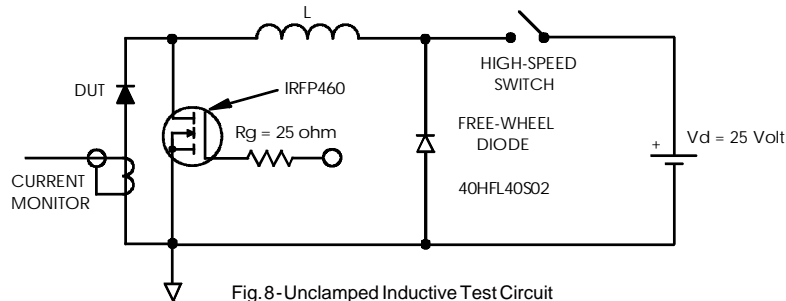 L
HIGH-SPEED
SWITCH
DUT
IRFP460
Rg = 25 ohm
FREE-WHEEL
DIODE
40HFL40S02
+
Vd = 25 Volt
CURRENT
MONITOR
Fig. 8 - Unclamped Inductive Test Circuit